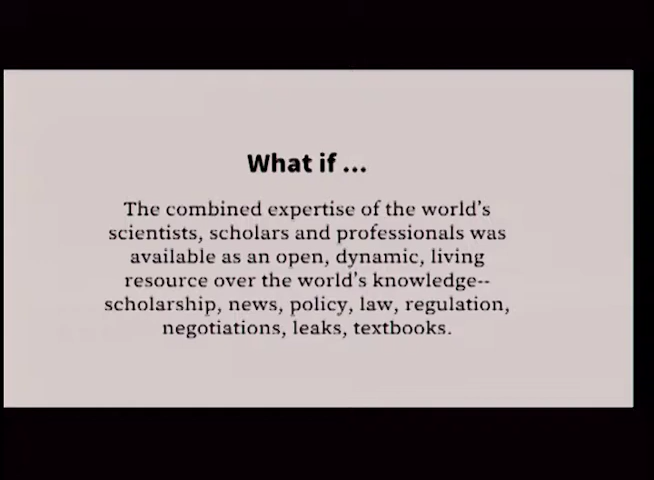 What if ...
The combined expertise of the world's
scientists, scholars and professionals was
available as an open, dynamic, living
resource over the world's knowledge--
scholarship, news, policy, law, regulation,
negotiations, leaks, textbooks.